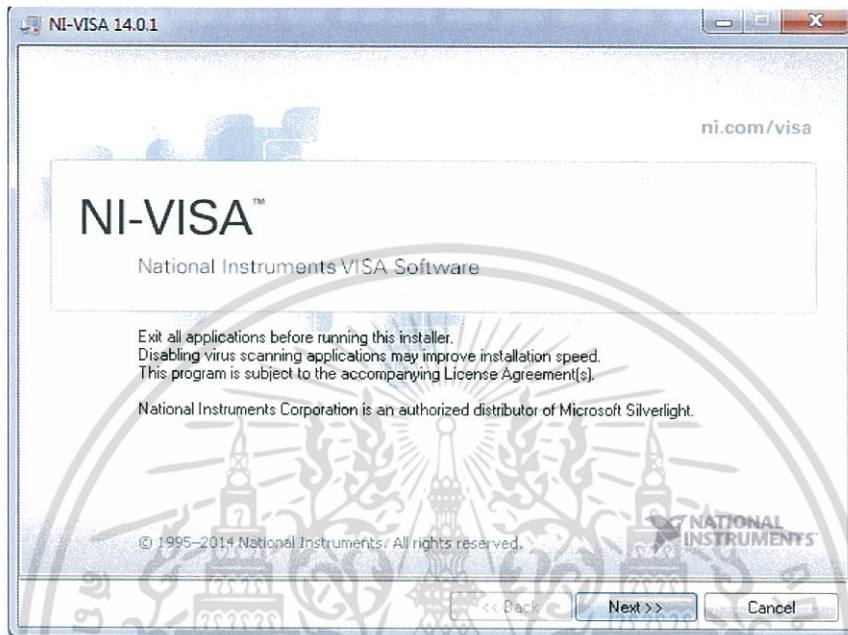 NI-VISA 14.0.1
ni.com/visa
NI-VISA™
National Instruments VISA Software
Exit all applications before running this installer.
Disabling virus scanning applications may improve installation speed.
This program is subject to the accompanying License Agreement(s).
National Instruments Corporation is an authorized distributor of Microsoft Silverlight.
© 1995–2014 National Instruments. All rights reserved.
NATIONAL
INSTRUMENTS
<< Back
Next >>
Cancel